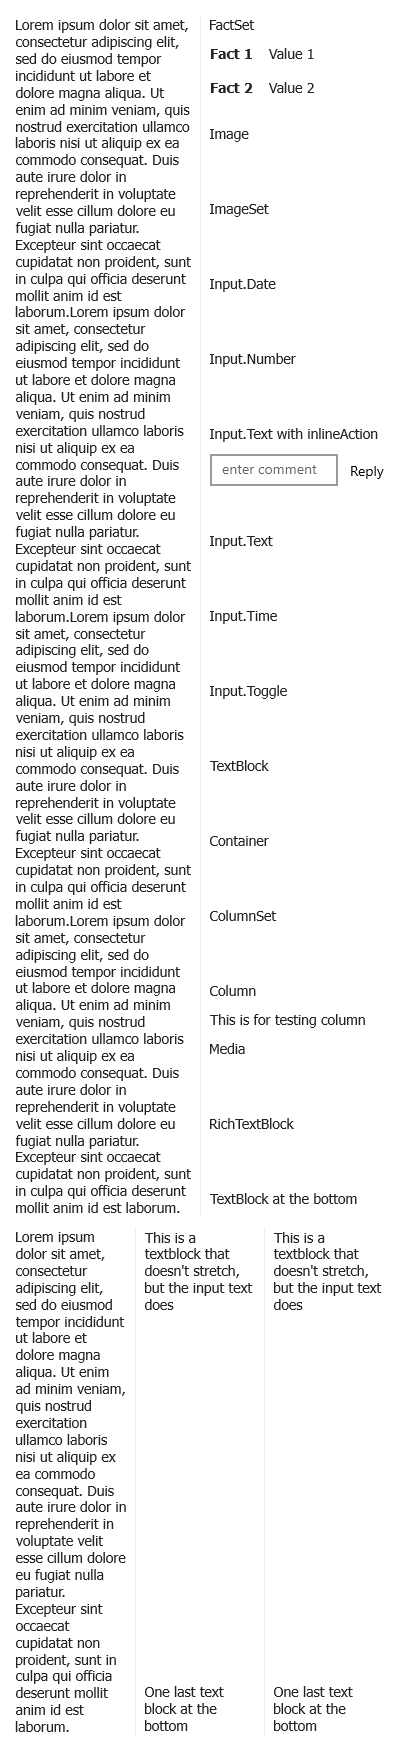 Lorem ipsum dolor sit amet,
consectetur adipiscing elit,
sed do eiusmod tempor
incididunt ut labore et
dolore magna aliqua. Ut
enim ad minim veniam, quis
nostrud exercitation ullamco
laboris nisi ut aliquip ex ea
commodo consequat. Duis
aute irure dolor in
reprehenderit in voluptate
velit esse cillum dolore eu
fugiat nulla pariatur.
Excepteur sint occaecat
cupidatat non proident, sunt
in culpa qui officia deserunt
mollit anim id est
laborum.Lorem ipsum dolor
sit amet, consectetur
adipiscing elit, sed do
eiusmod tempor incididunt
ut labore et dolore magna
aliqua. Ut enim ad minim
veniam, quis nostrud
exercitation ullamco laboris
nisi ut aliquip ex ea
commodo consequat. Duis
aute irure dolor in
reprehenderit in voluptate
velit esse cillum dolore eu
fugiat nulla pariatur.
Excepteur sint occaecat
cupidatat non proident, sunt
in culpa qui officia deserunt
mollit anim id est
laborum.Lorem ipsum dolor
sit amet, consectetur
adipiscing elit, sed do
eiusmod tempor incididunt
ut labore et dolore magna
aliqua. Ut enim ad minim
veniam, quis nostrud
exercitation ullamco laboris
nisi ut aliquip ex ea
commodo consequat. Duis
aute irure dolor in
reprehenderit in voluptate
velit esse cillum dolore eu
fugiat nulla pariatur.
Excepteur sint occaecat
cupidatat non proident, sunt
in culpa qui officia deserunt
mollit anim id est
laborum.Lorem ipsum dolor
sit amet, consectetur
adipiscing elit, sed do
eiusmod tempor incididunt
ut labore et dolore magna
aliqua. Ut enim ad minim
veniam, quis nostrud
exercitation ullamco laboris
nisi ut aliquip ex ea
commodo consequat. Duis
aute irure dolor in
reprehenderit in voluptate
velit esse cillum dolore eu
fugiat nulla pariatur.
Excepteur sint occaecat
cupidatat non proident, sunt
in culpa qui officia deserunt
mollit anim id est laborum.
FactSet
Fact 1 Value 1
Fact 2 Value 2
Image
ImageSet
Input.Date
Input.Number
Input.Text with inlineAction
enter comment Reply
Input.Text
Input.Time
Input.Toggle
TextBlock
Container
ColumnSet
Column
This is for testing column
Media
RichTextBlock
TextBlock at the bottom
Lorem ipsum
dolor sit amet,
consectetur
adipiscing elit,
sed do eiusmod
tempor incididunt
ut labore et
dolore magna
aliqua. Ut enim
ad minim veniam,
quis nostrud
exercitation
ullamco laboris
nisi ut aliquip ex
ea commodo
consequat. Duis
aute irure dolor in
reprehenderit in
voluptate velit
esse cillum dolore
eu fugiat nulla
pariatur.
Excepteur sint
occaecat
cupidatat non
proident, sunt in
culpa qui officia
deserunt mollit
anim id est
laborum.
This is a
textblock that
doesn't stretch,
but the input text
does
One last text
block at the
bottom
This is a
textblock that
doesn't stretch,
but the input text
does
One last text
block at the
bottom